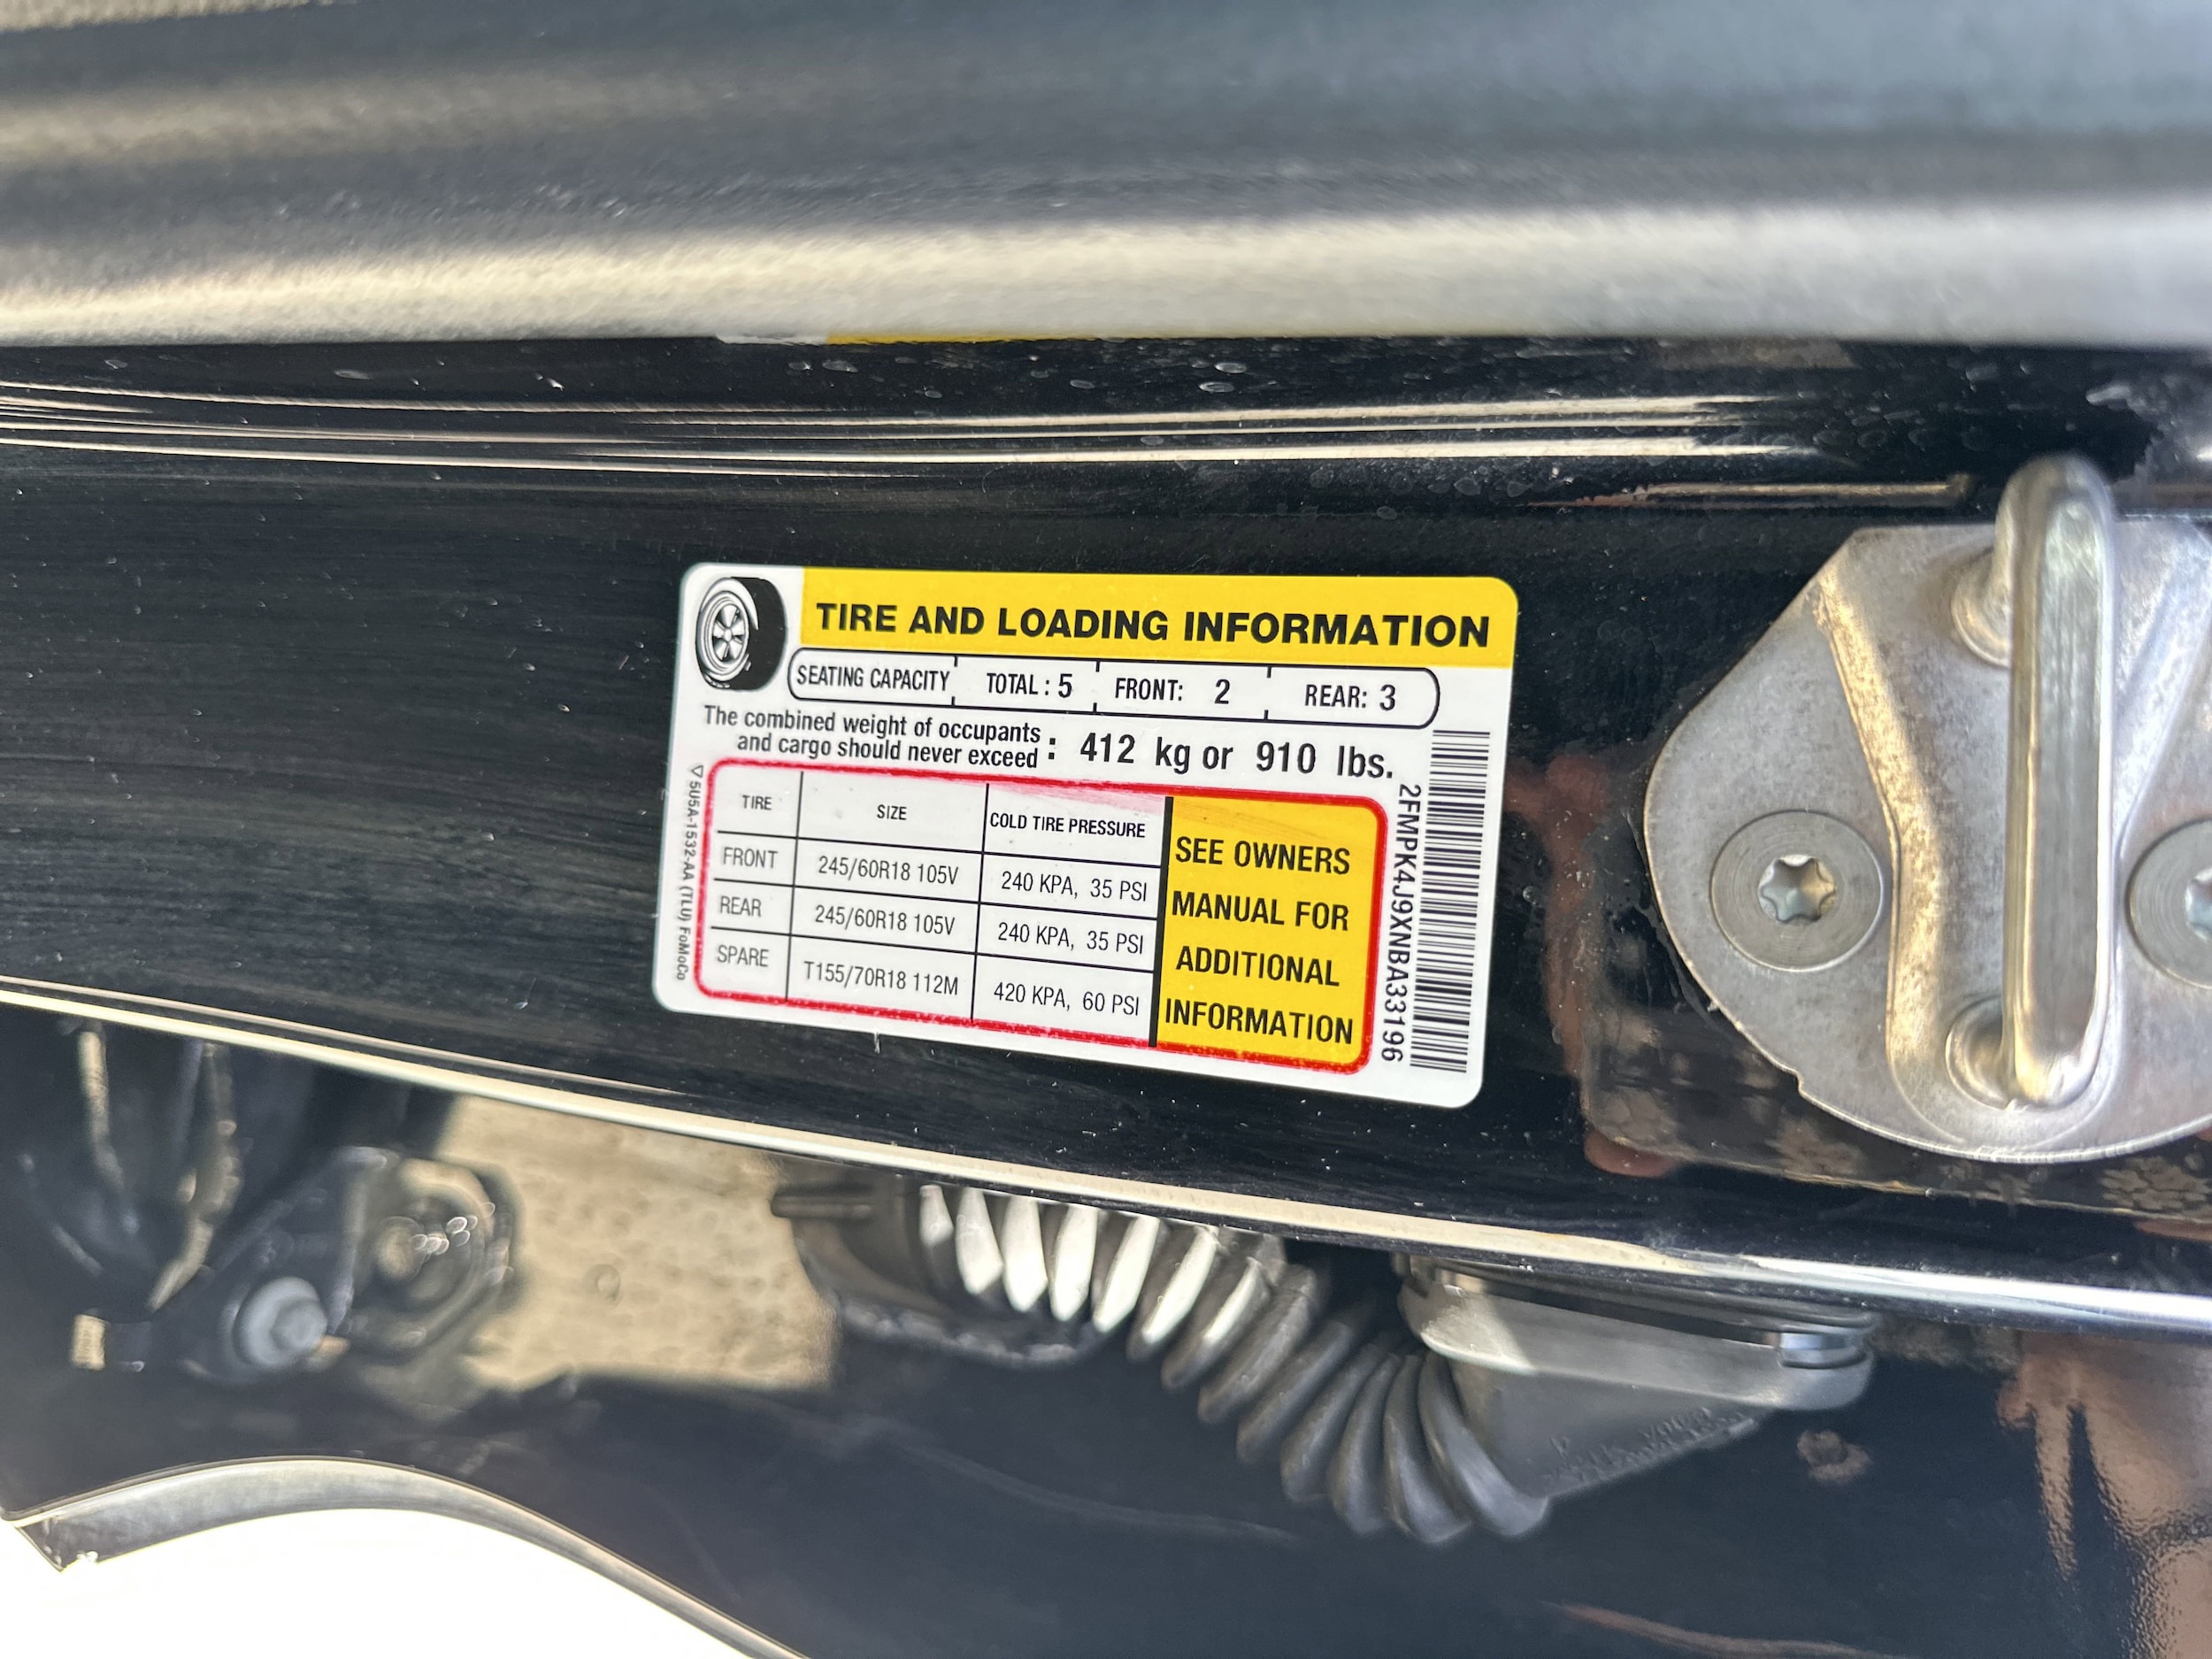 TIRE AND LOADING INFORMATION
SEATING CAPACITY TOTAL : 5 FRONT: 2 REAR: 3
The combined weight of occupants
and cargo should never exceed : 412 kg or 910 lbs.
TIRE SIZE COLD TIRE PRESSURE
FRONT 245/60R18 105V 240 KPA, 35 PSI
REAR 245/60R18 105V 240 KPA, 35 PSI
SPARE T155/70R18 112M 420 KPA, 60 PSI
SEE OWNERS
MANUAL FOR
ADDITIONAL
INFORMATION
5U5A-1532-AA (TLU) FoMoCo
2FMPK4J9XNBA33196